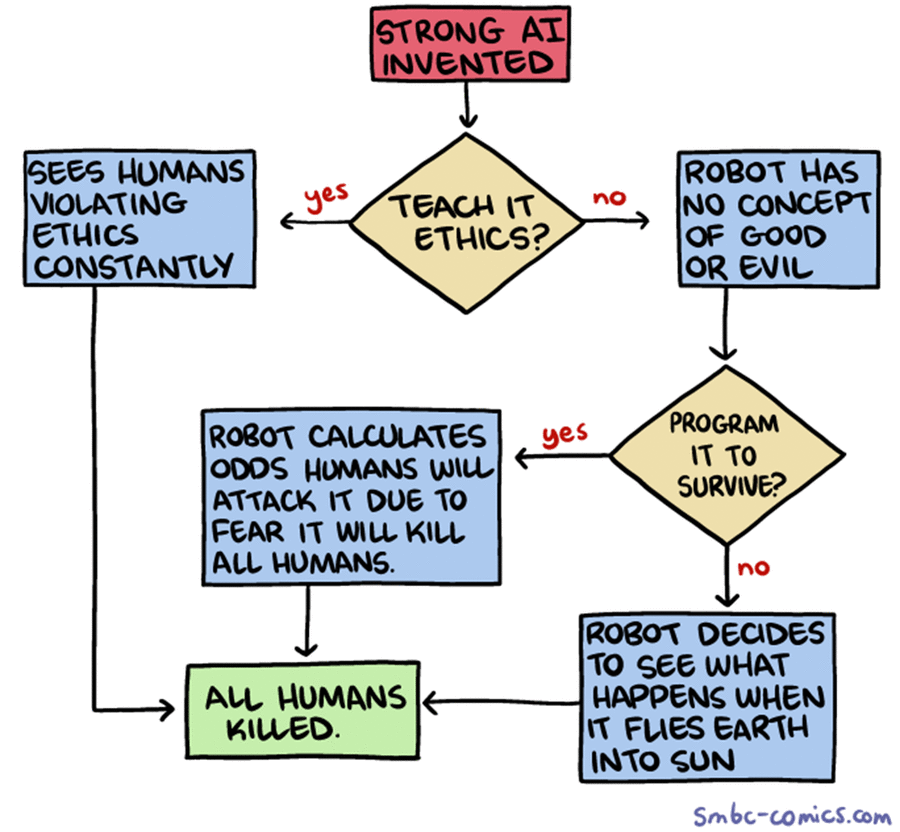 STRONG AI
INVENTED
TEACH IT
ETHICS?
yes
no
SEES HUMANS
VIOLATING
ETHICS
CONSTANTLY
ROBOT HAS
NO CONCEPT
OF GOOD
OR EVIL
PROGRAM
IT TO
SURVIVE?
yes
no
ROBOT CALCULATES
ODDS HUMANS WILL
ATTACK IT DUE TO
FEAR IT WILL KILL
ALL HUMANS.
ROBOT DECIDES
TO SEE WHAT
HAPPENS WHEN
IT FLIES EARTH
INTO SUN
ALL HUMANS
KILLED.
smbc-comics.com